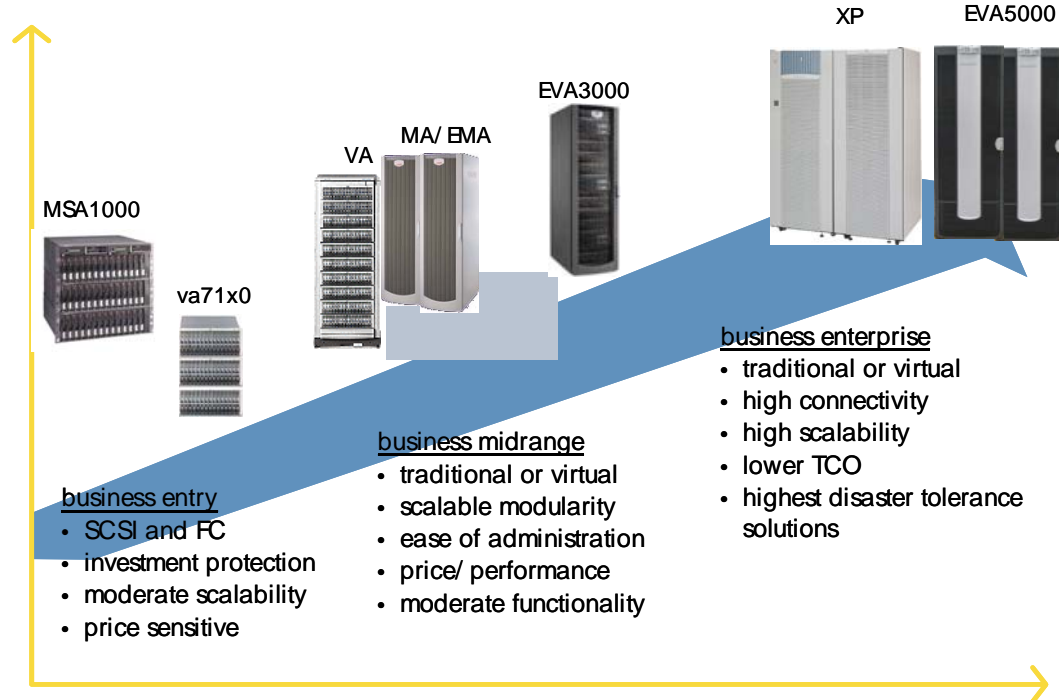 XP
EVA5000
EVA3000
MA/ EMA
VA
MSA1000
va71x0
business entry
• SCSI and FC
• investment protection
• moderate scalability
• price sensitive
business midrange
• traditional or virtual
• scalable modularity
• ease of administration
• price/ performance
• moderate functionality
business enterprise
• traditional or virtual
• high connectivity
• high scalability
• lower TCO
• highest disaster tolerance
solutions